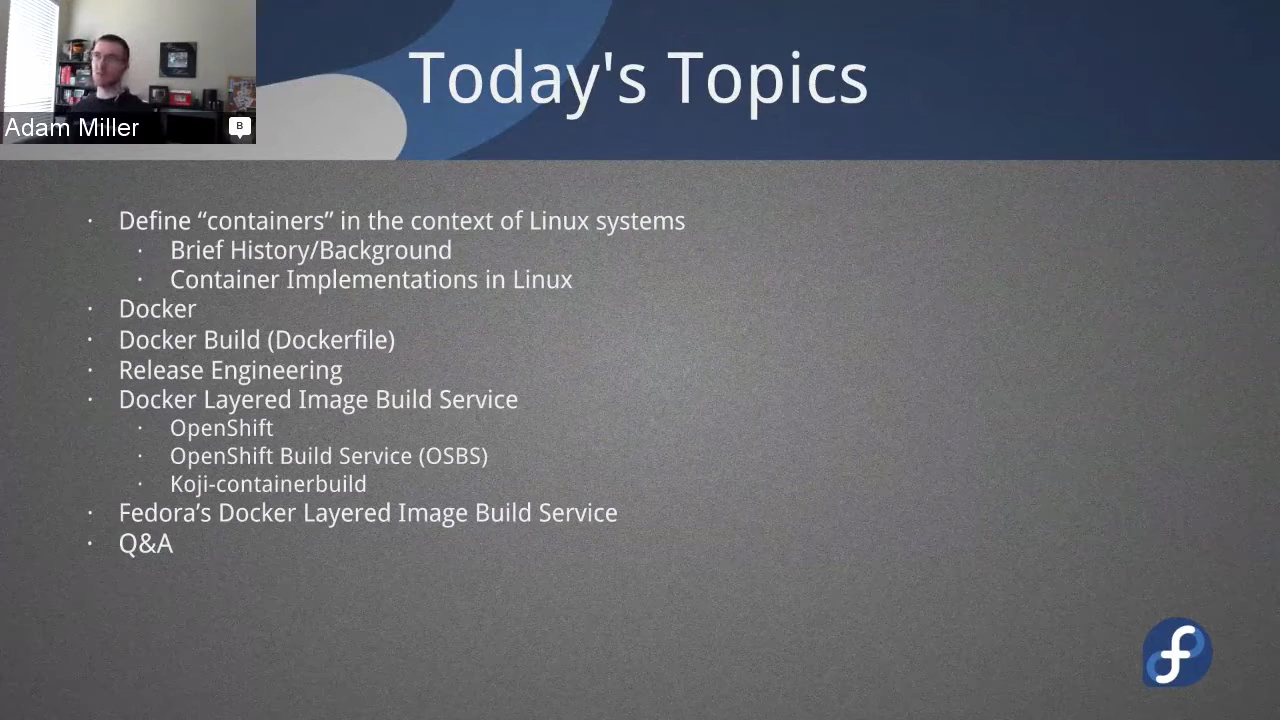 Today's Topics
Adam Miller
B
· Define “containers” in the context of Linux systems
· Brief History/Background
· Container Implementations in Linux
· Docker
· Docker Build (Dockerfile)
· Release Engineering
· Docker Layered Image Build Service
· OpenShift
· OpenShift Build Service (OSBS)
· Koji-containerbuild
· Fedora’s Docker Layered Image Build Service
· Q&A